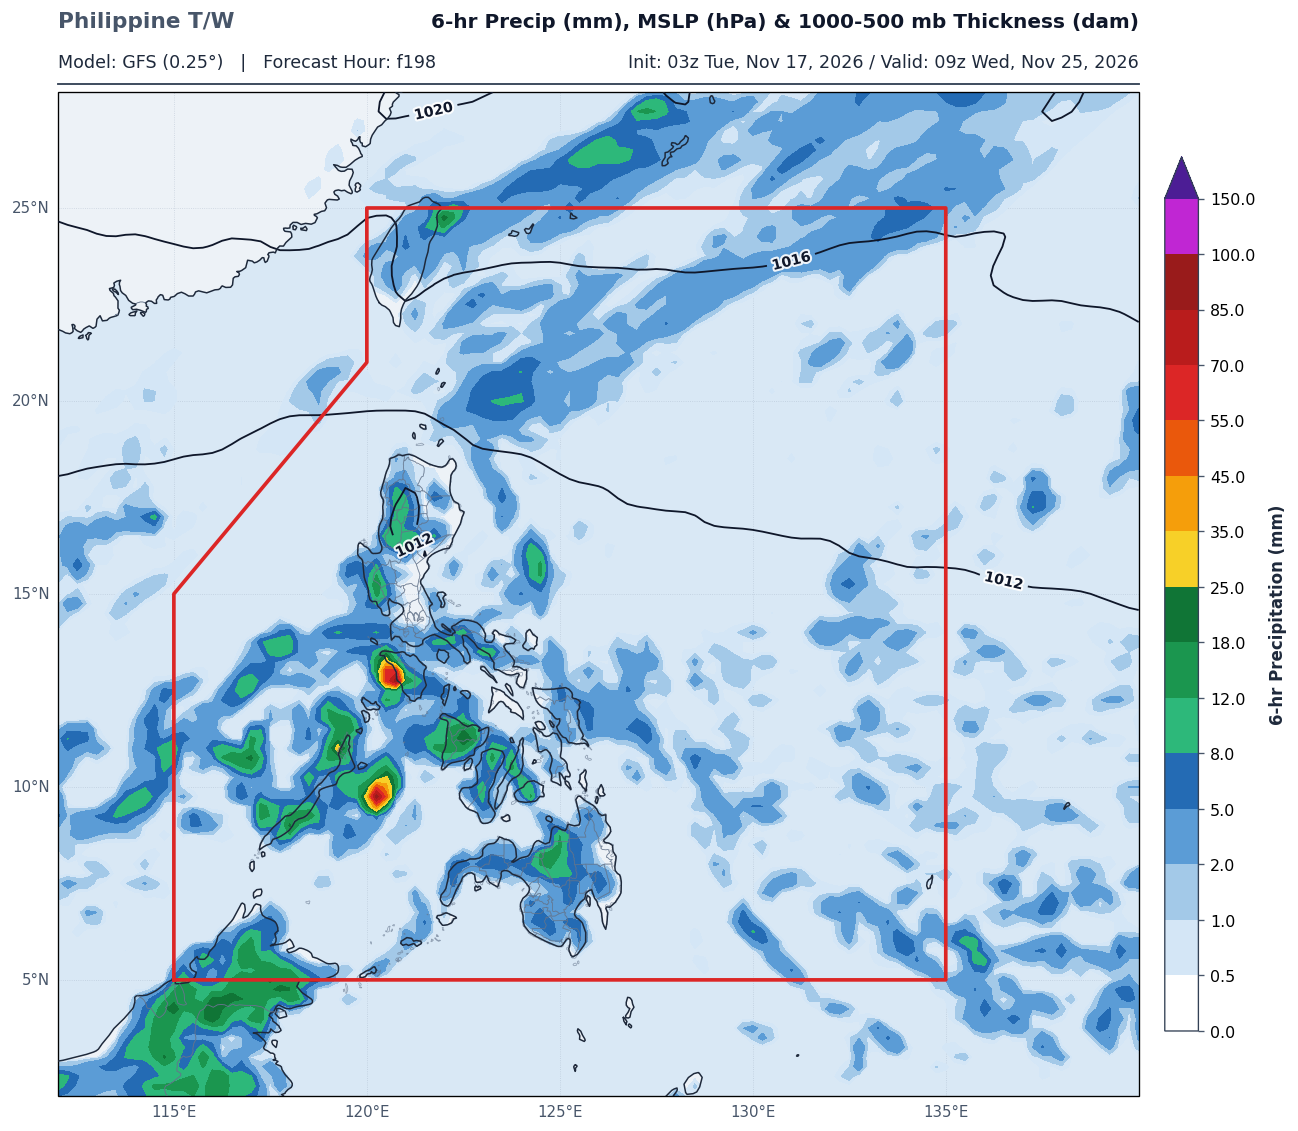 Philippine T/W
6-hr Precip (mm), MSLP (hPa) & 1000-500 mb Thickness (dam)
Model: GFS (0.25°) | Forecast Hour: f198
Init: 03z Tue, Nov 17, 2026 / Valid: 09z Wed, Nov 25, 2026
1020
1016
1012
1012
25°N
20°N
15°N
10°N
5°N
115°E
120°E
125°E
130°E
135°E
150.0
100.0
85.0
70.0
55.0
45.0
35.0
25.0
18.0
12.0
8.0
5.0
2.0
1.0
0.5
0.0
6-hr Precipitation (mm)